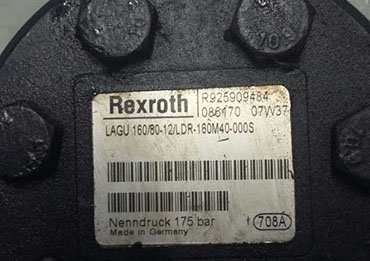 Rexroth R925909484
086170 07W37
LAGU 160/80-12/LDR-160M40-000S
Nenndruck 175 bar 708A
Made in Germany